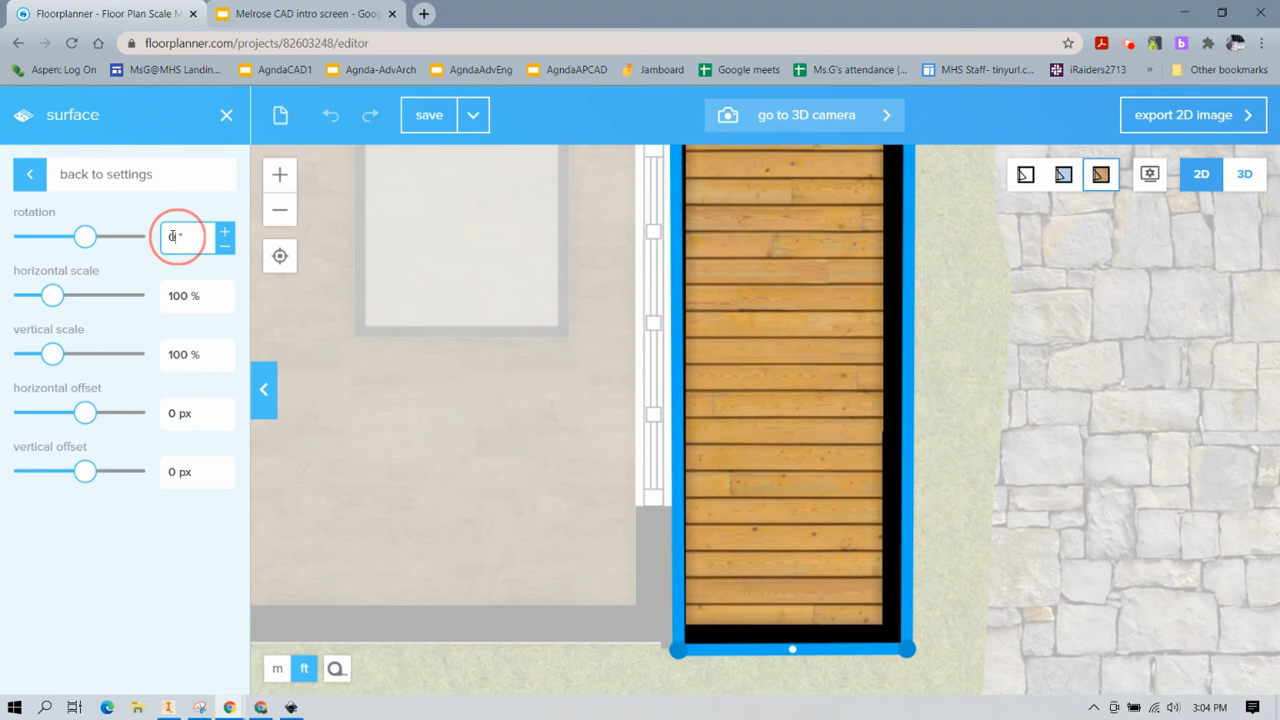 Floorplanner - Floor Plan Scale M
Melrose CAD intro screen - Goog
floorplanner.com/projects/82603248/editor
Aspen: Log On
MsG@MHS Landin...
AgndaCAD1
Agnda-AdvArch
AgndaAdvEng
AgndaAPCAD
Jamboard
Google meets
Ms.G's attendance (...
MHS Staff- tinyurl.c...
iRaiders2713
»
Other bookmarks
surface
save
go to 3D camera
export 2D image
back to settings
2D
3D
rotation
0 °
horizontal scale
100 %
vertical scale
100 %
horizontal offset
0 px
vertical offset
0 px
m
ft
3:04 PM